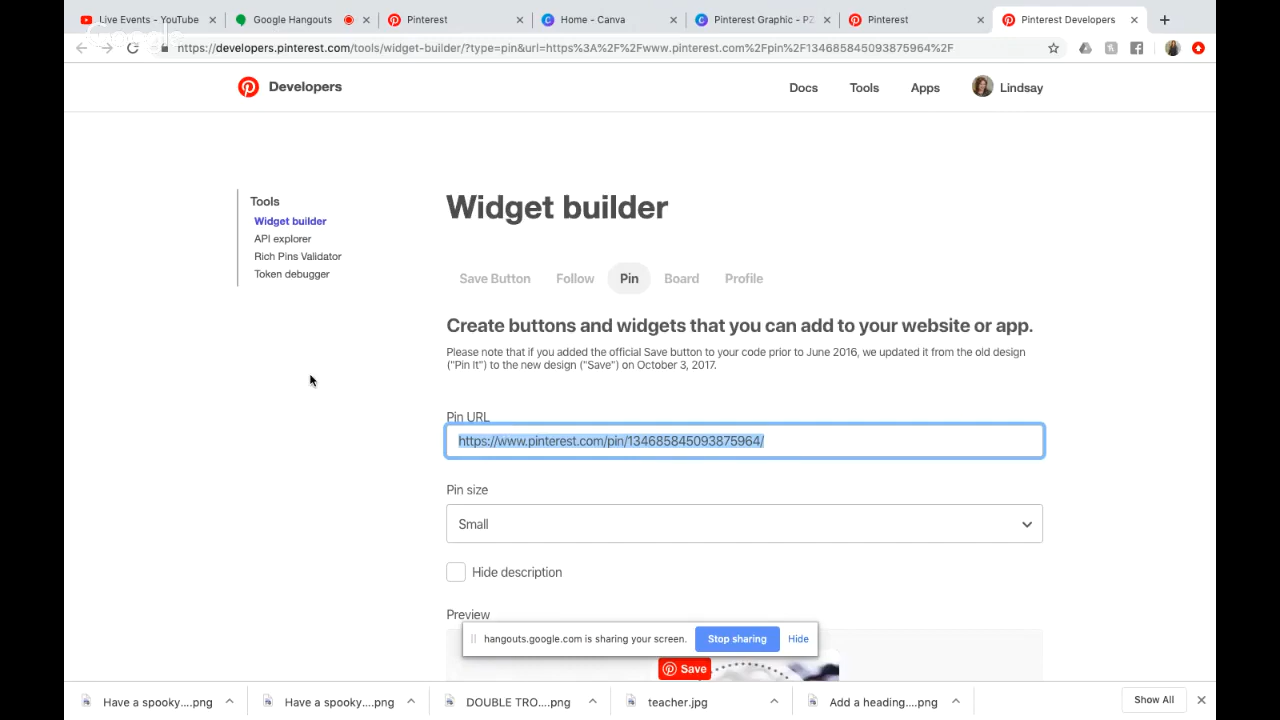 Live Events - YouTube
Google Hangouts
Pinterest
Home - Canva
Pinterest Graphic - PZ
Pinterest
Pinterest Developers
Google
https://developers.pinterest.com/tools/widget-builder/?type=pin&url=https%3A%2F%2Fwww.pinterest.com%2Fpin%2F134685845093875964%2F
Developers
Docs
Tools
Apps
Lindsay
Tools
Widget builder
API explorer
Rich Pins Validator
Token debugger
Widget builder
Save Button
Follow
Pin
Board
Profile
Create buttons and widgets that you can add to your website or app.
Please note that if you added the official Save button to your code prior to June 2016, we updated it from the old design
("Pin It") to the new design ("Save") on October 3, 2017.
Pin URL
https://www.pinterest.com/pin/134685845093875964/
Pin size
Small
Hide description
Preview
hangouts.google.com is sharing your screen.
Stop sharing
Hide
Save
Have a spooky....png
Have a spooky....png
DOUBLE TRO....png
teacher.jpg
Add a heading....png
Show All